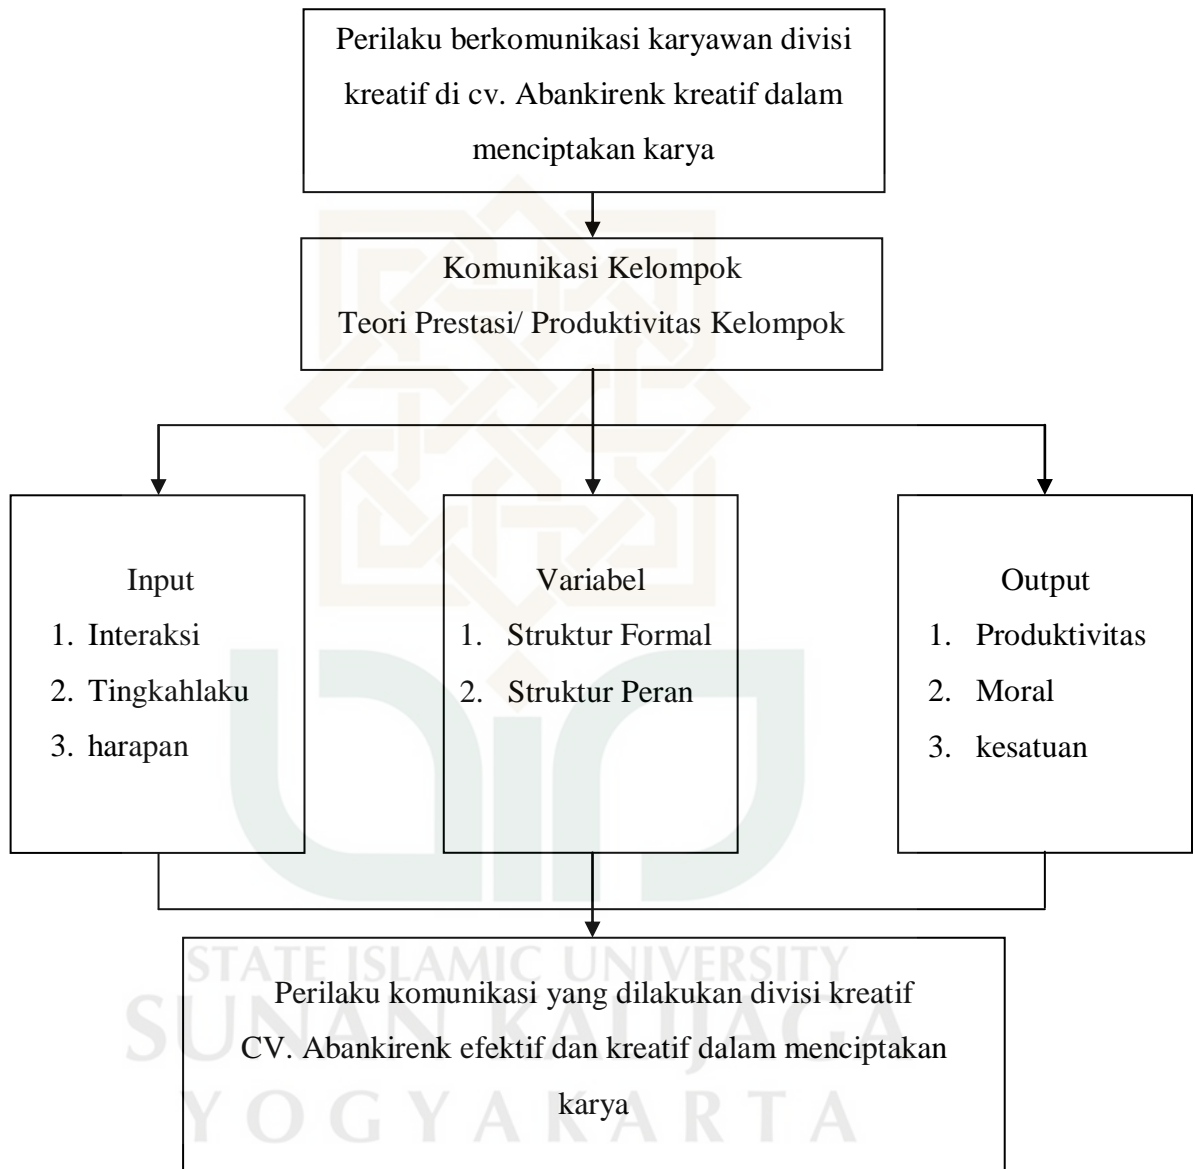 Perilaku berkomunikasi karyawan divisi
kreatif di cv. Abankirenk kreatif dalam
menciptakan karya
Komunikasi Kelompok
Teori Prestasi/ Produktivitas Kelompok
Input
1. Interaksi
2. Tingkahlaku
3. harapan
Variabel
1. Struktur Formal
2. Struktur Peran
Output
1. Produktivitas
2. Moral
3. kesatuan
Perilaku komunikasi yang dilakukan divisi kreatif
CV. Abankirenk efektif dan kreatif dalam menciptakan
karya
STATE ISLAMIC UNIVERSITY
SUNAN KALIJAGA
YOGYAKARTA